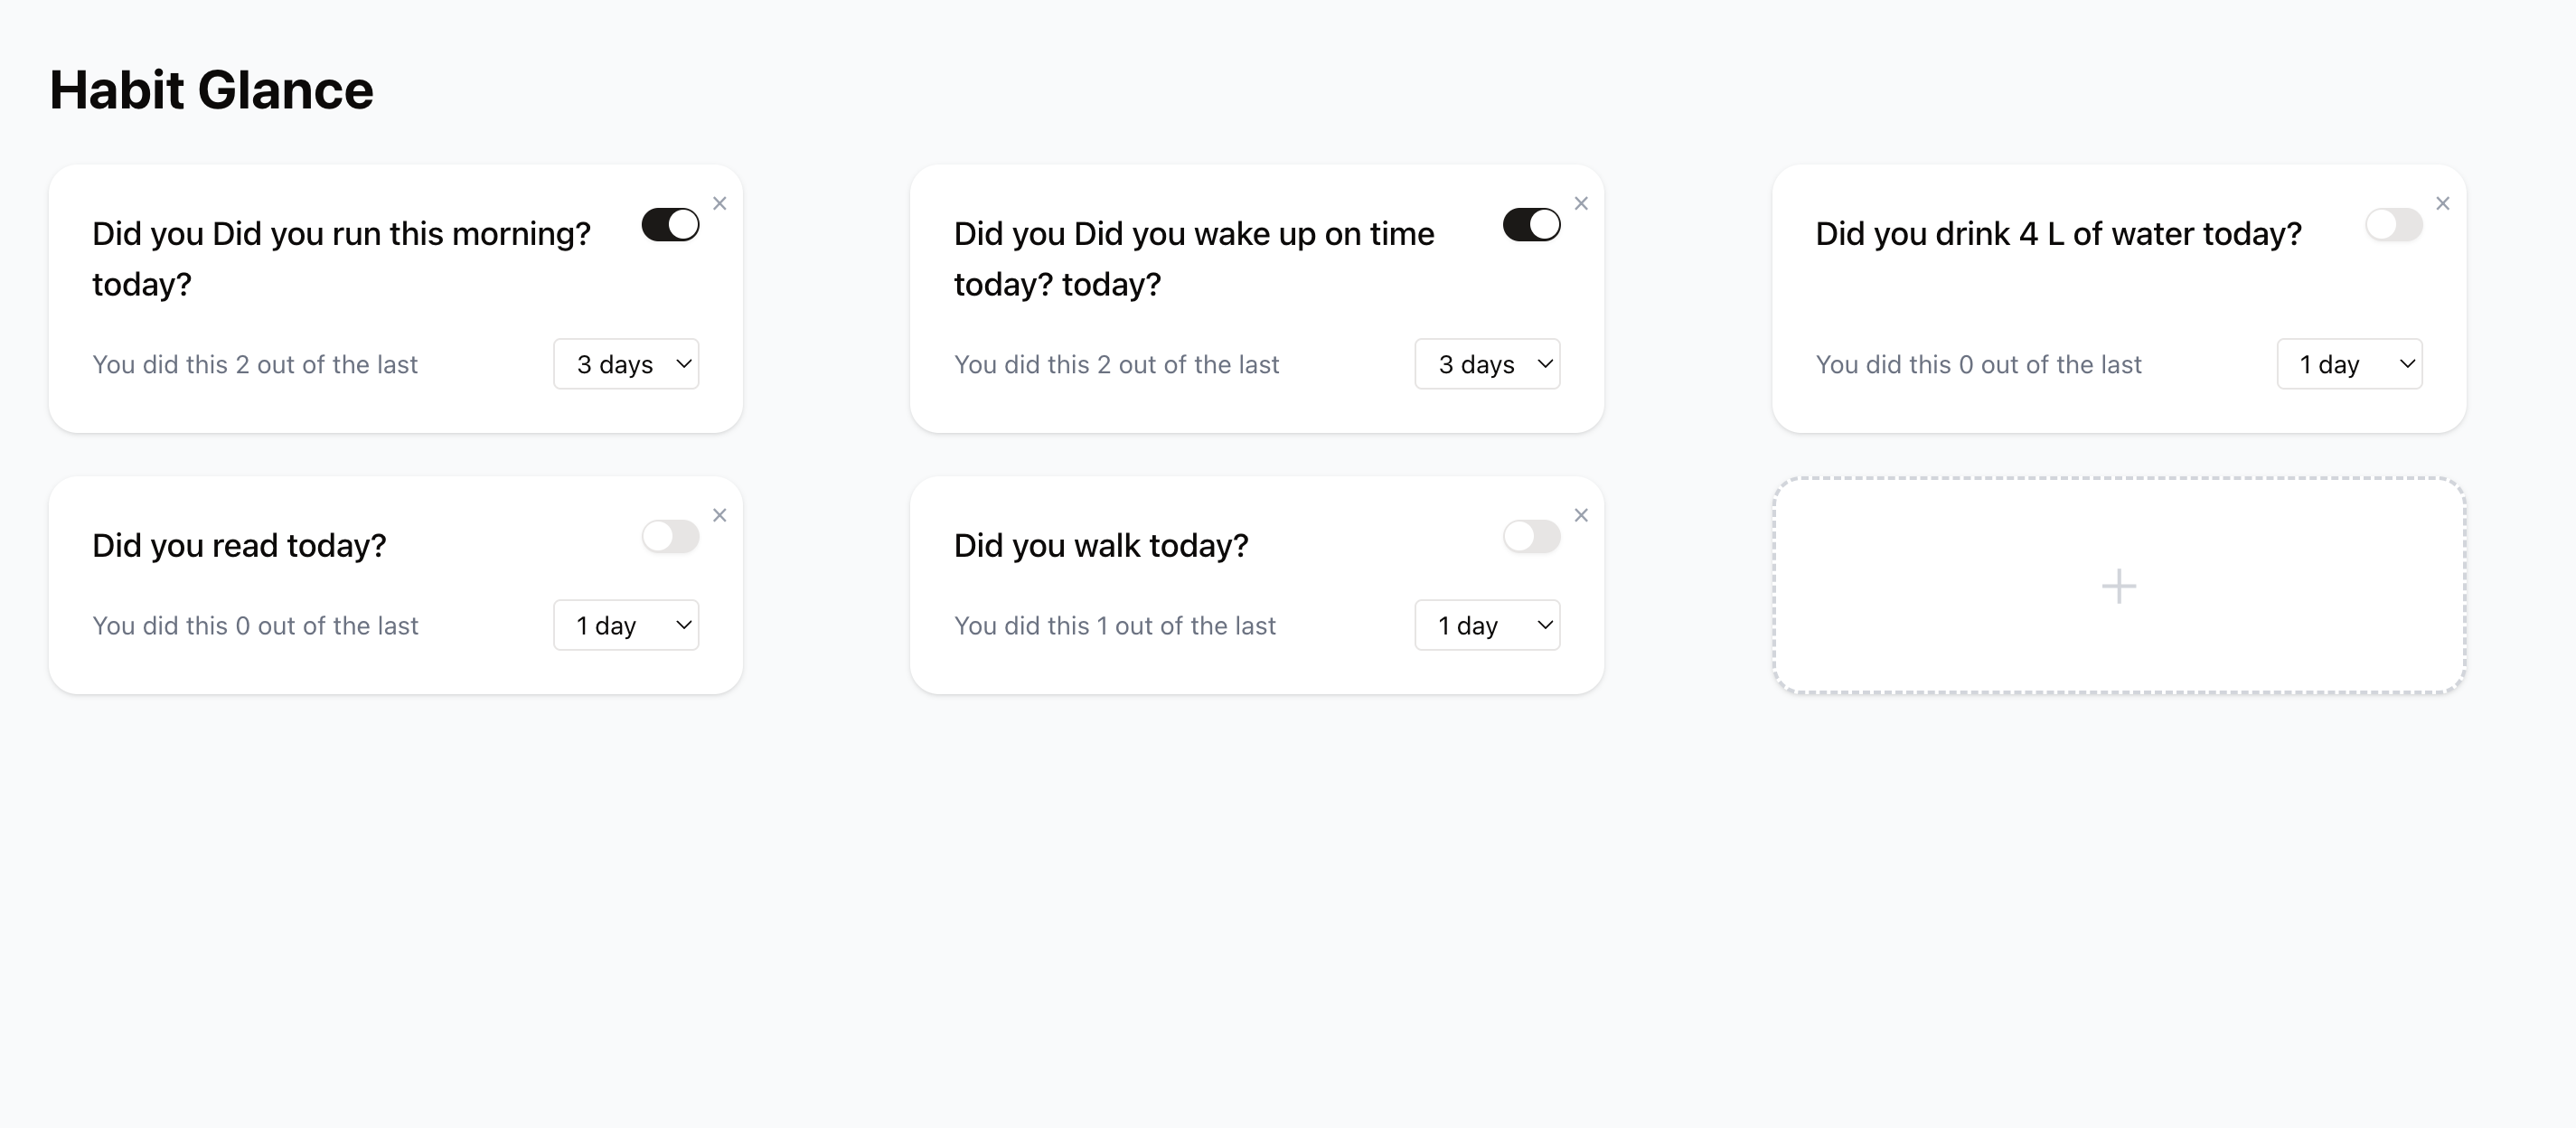 Habit Glance
Did you Did you run this morning?
today?
You did this 2 out of the last
3 days
Did you Did you wake up on time
today? today?
You did this 2 out of the last
3 days
Did you drink 4 L of water today?
You did this 0 out of the last
1 day
Did you read today?
You did this 0 out of the last
1 day
Did you walk today?
You did this 1 out of the last
1 day